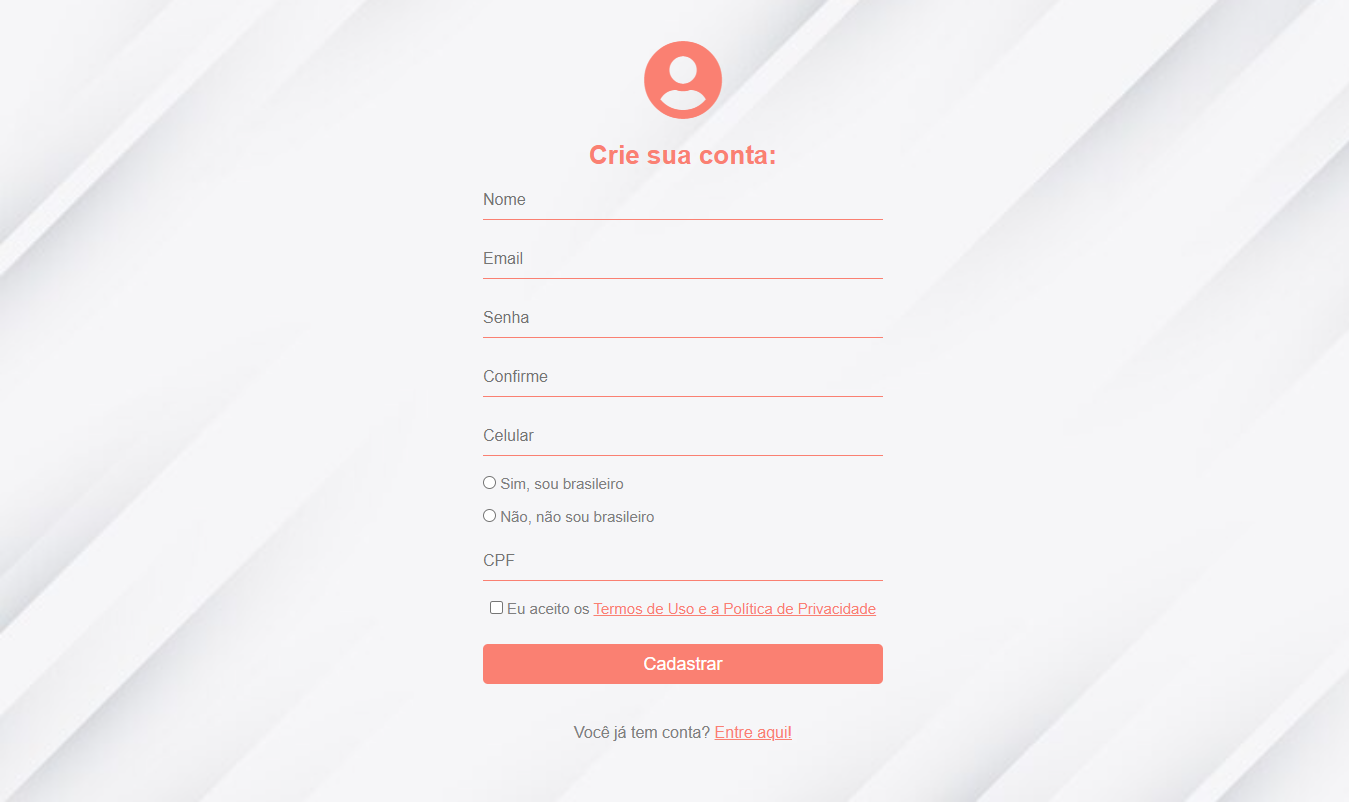 Crie sua conta:
Nome
Email
Senha
Confirme
Celular
Sim, sou brasileiro
Não, não sou brasileiro
CPF
Eu aceito os Termos de Uso e a Política de Privacidade
Cadastrar
Você já tem conta? Entre aqui!